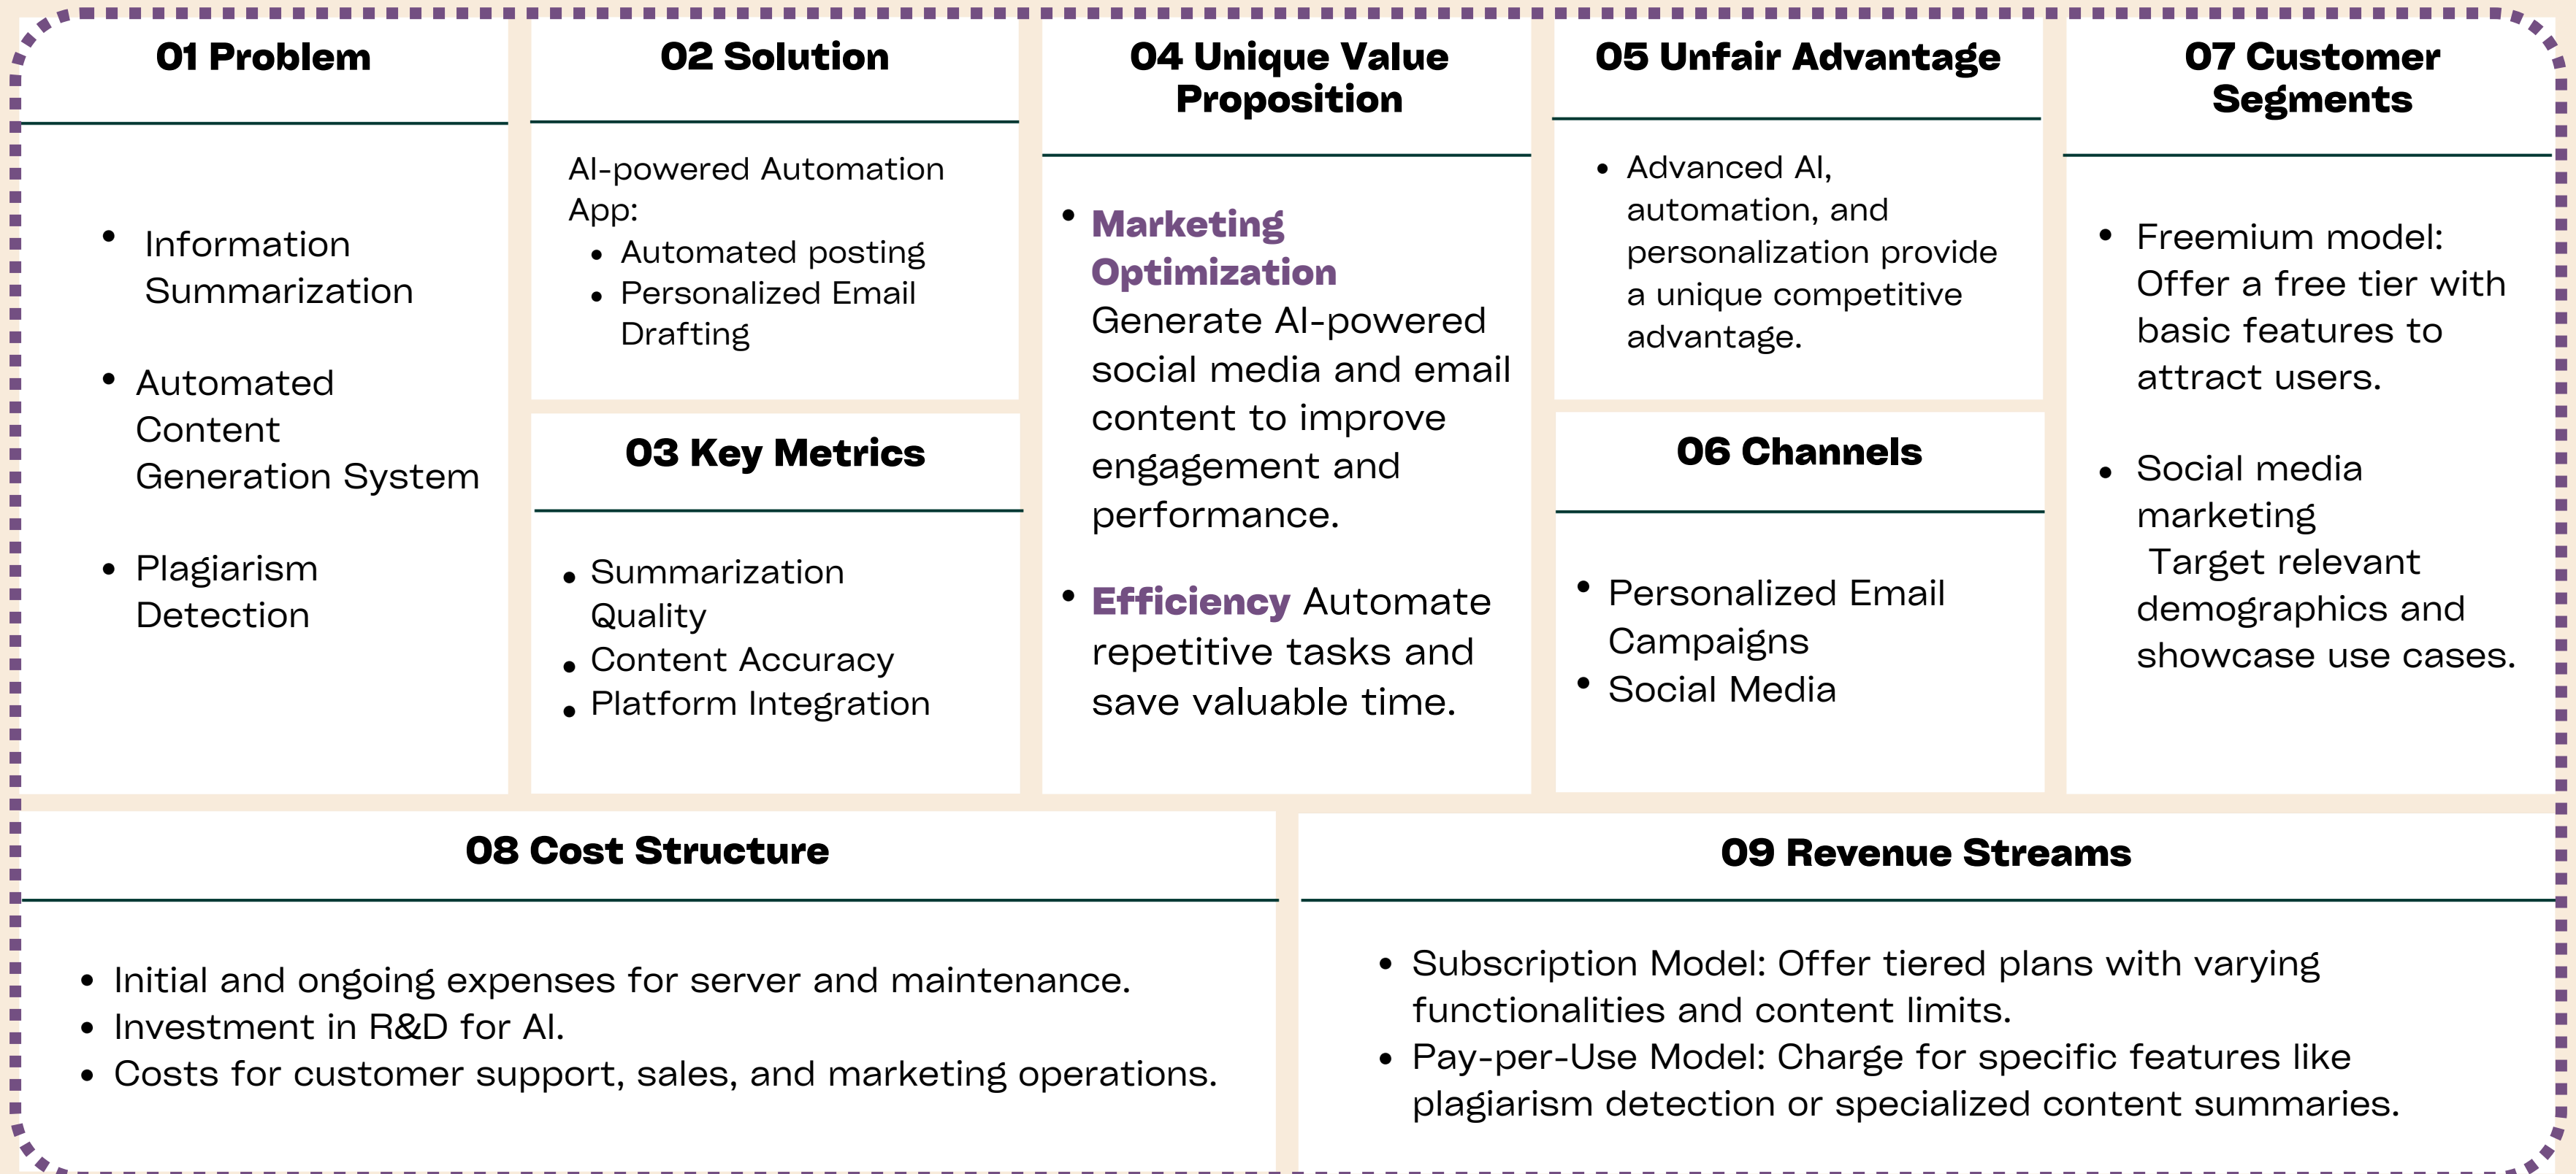 01 Problem
• Information
Summarization
• Automated
Content
Generation System
• Plagiarism
Detection
02 Solution
AI-powered Automation
App:
• Automated posting
• Personalized Email
Drafting
03 Key Metrics
• Summarization
Quality
• Content Accuracy
• Platform Integration
04 Unique Value
Proposition
• Marketing
Optimization
Generate AI-powered
social media and email
content to improve
engagement and
performance.
• Efficiency Automate
repetitive tasks and
save valuable time.
05 Unfair Advantage
• Advanced AI,
automation, and
personalization provide
a unique competitive
advantage.
06 Channels
• Personalized Email
Campaigns
• Social Media
07 Customer
Segments
• Freemium model:
Offer a free tier with
basic features to
attract users.
• Social media
marketing
Target relevant
demographics and
showcase use cases.
08 Cost Structure
• Initial and ongoing expenses for server and maintenance.
• Investment in R&D for AI.
• Costs for customer support, sales, and marketing operations.
09 Revenue Streams
• Subscription Model: Offer tiered plans with varying
functionalities and content limits.
• Pay-per-Use Model: Charge for specific features like
plagiarism detection or specialized content summaries.